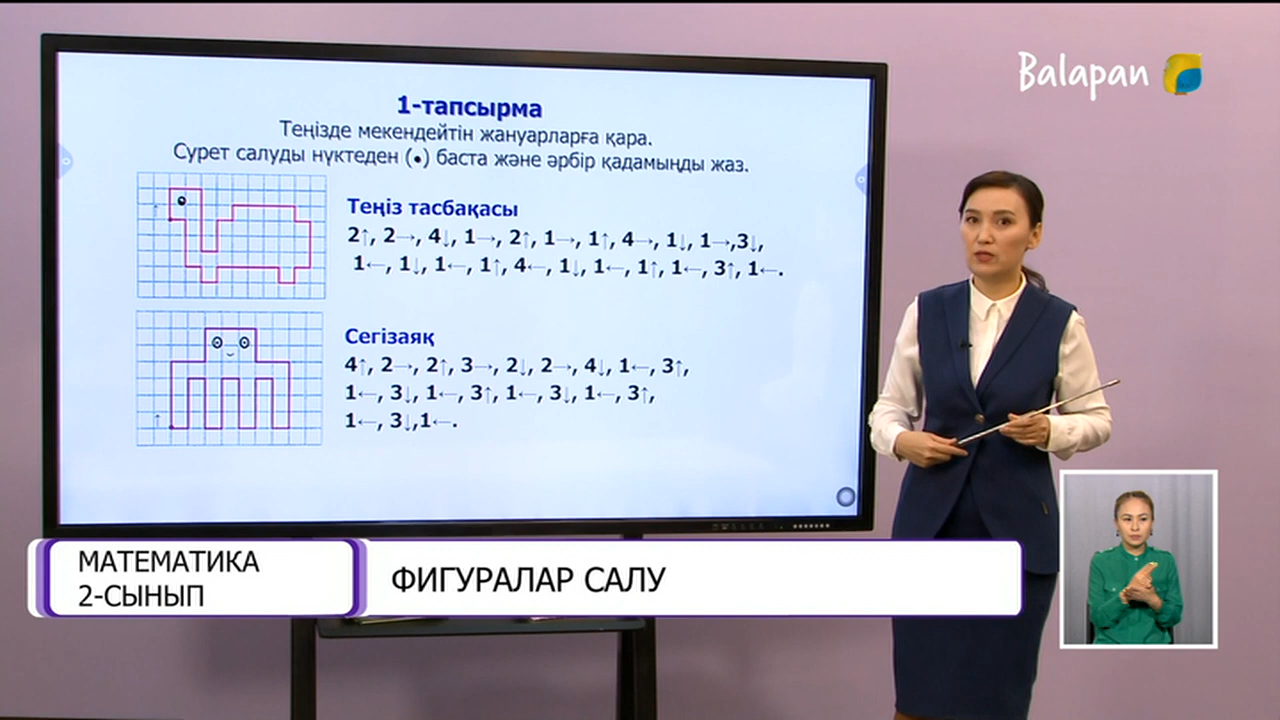 Balapan
1-тапсырма
Теңізде мекендейтін жануарларға қара.
Сурет салуды нүктеден (•) баста және әрбір қадамыңды жаз.
Теңіз тасбақасы
2↑, 2→, 4↓, 1→, 2↑, 1→, 1↑, 4→, 1↓, 1→,3↓,
1←, 1↓, 1←, 1↑, 4←, 1↓, 1←, 1↑, 1←, 3↑, 1←.
Сегізаяқ
4↑, 2→, 2↑, 3→, 2↓, 2→, 4↓, 1←, 3↑,
1←, 3↓, 1←, 3↑, 1←, 3↓, 1←, 3↑,
1←, 3↓,1←.
МАТЕМАТИКА
2-СЫНЫП
ФИГУРАЛАР САЛУ